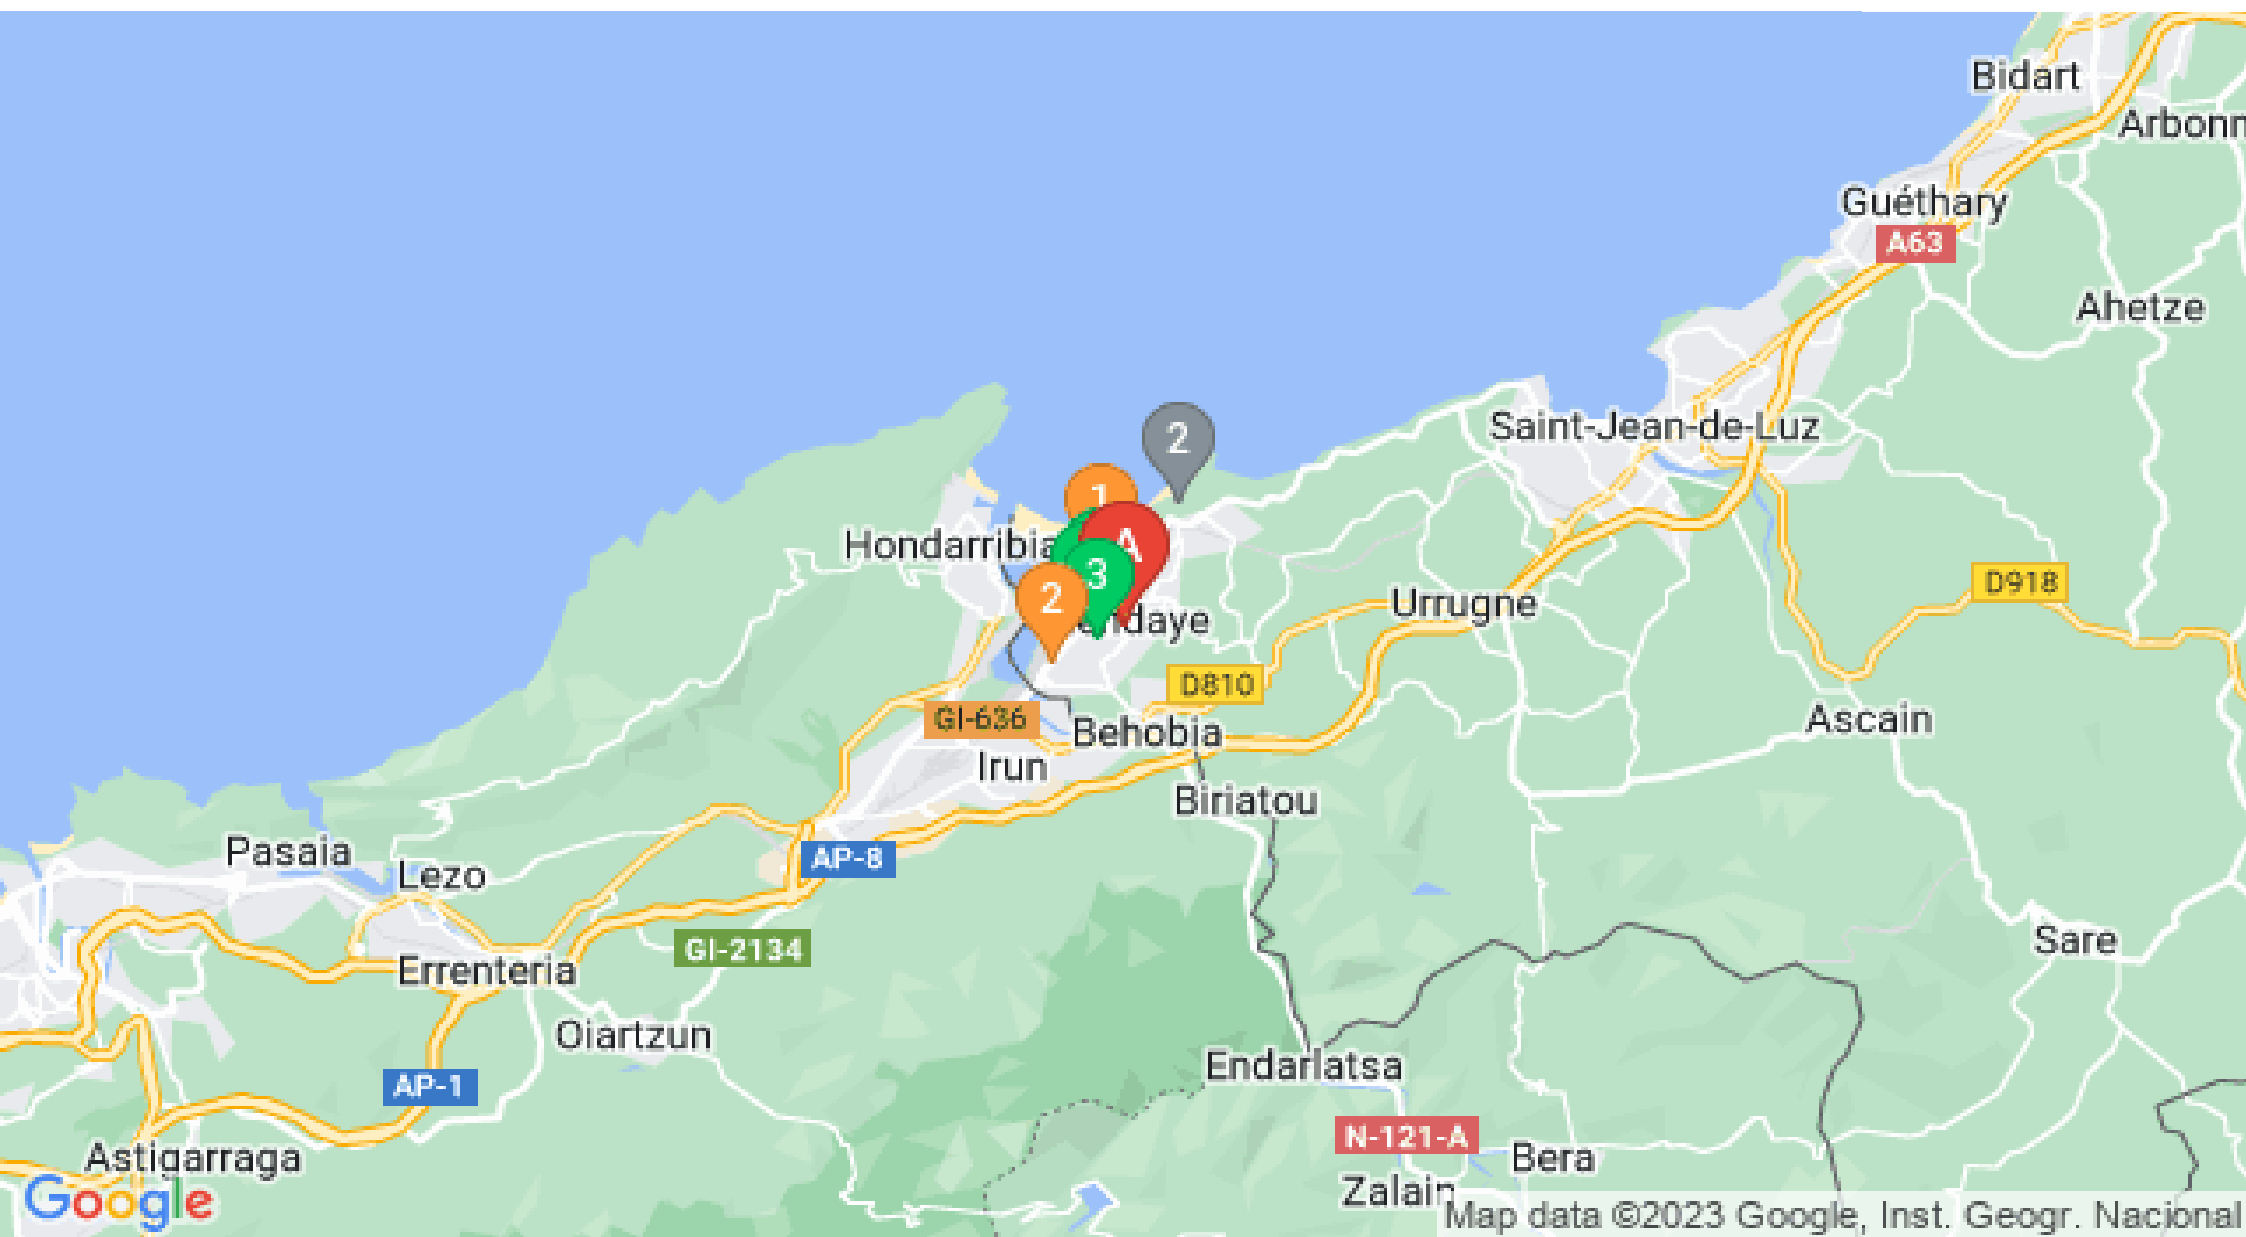 Bidart
Arbonn
Guéthary
A63
Ahetze
2
Saint-Jean-de-Luz
1
Hondarribia
A
3
D918
2
Urrugne
ndaye
D810
GI-636
Behobia
Ascain
Irun
Biriatou
Pasaia
AP-8
Lezo
Sare
GI-2134
Errenteria
Oiartzun
Endarlatsa
AP-1
N-121-A
Astigarraga
Bera
Zalain
Google
Map data ©2023 Google, Inst. Geogr. Nacional